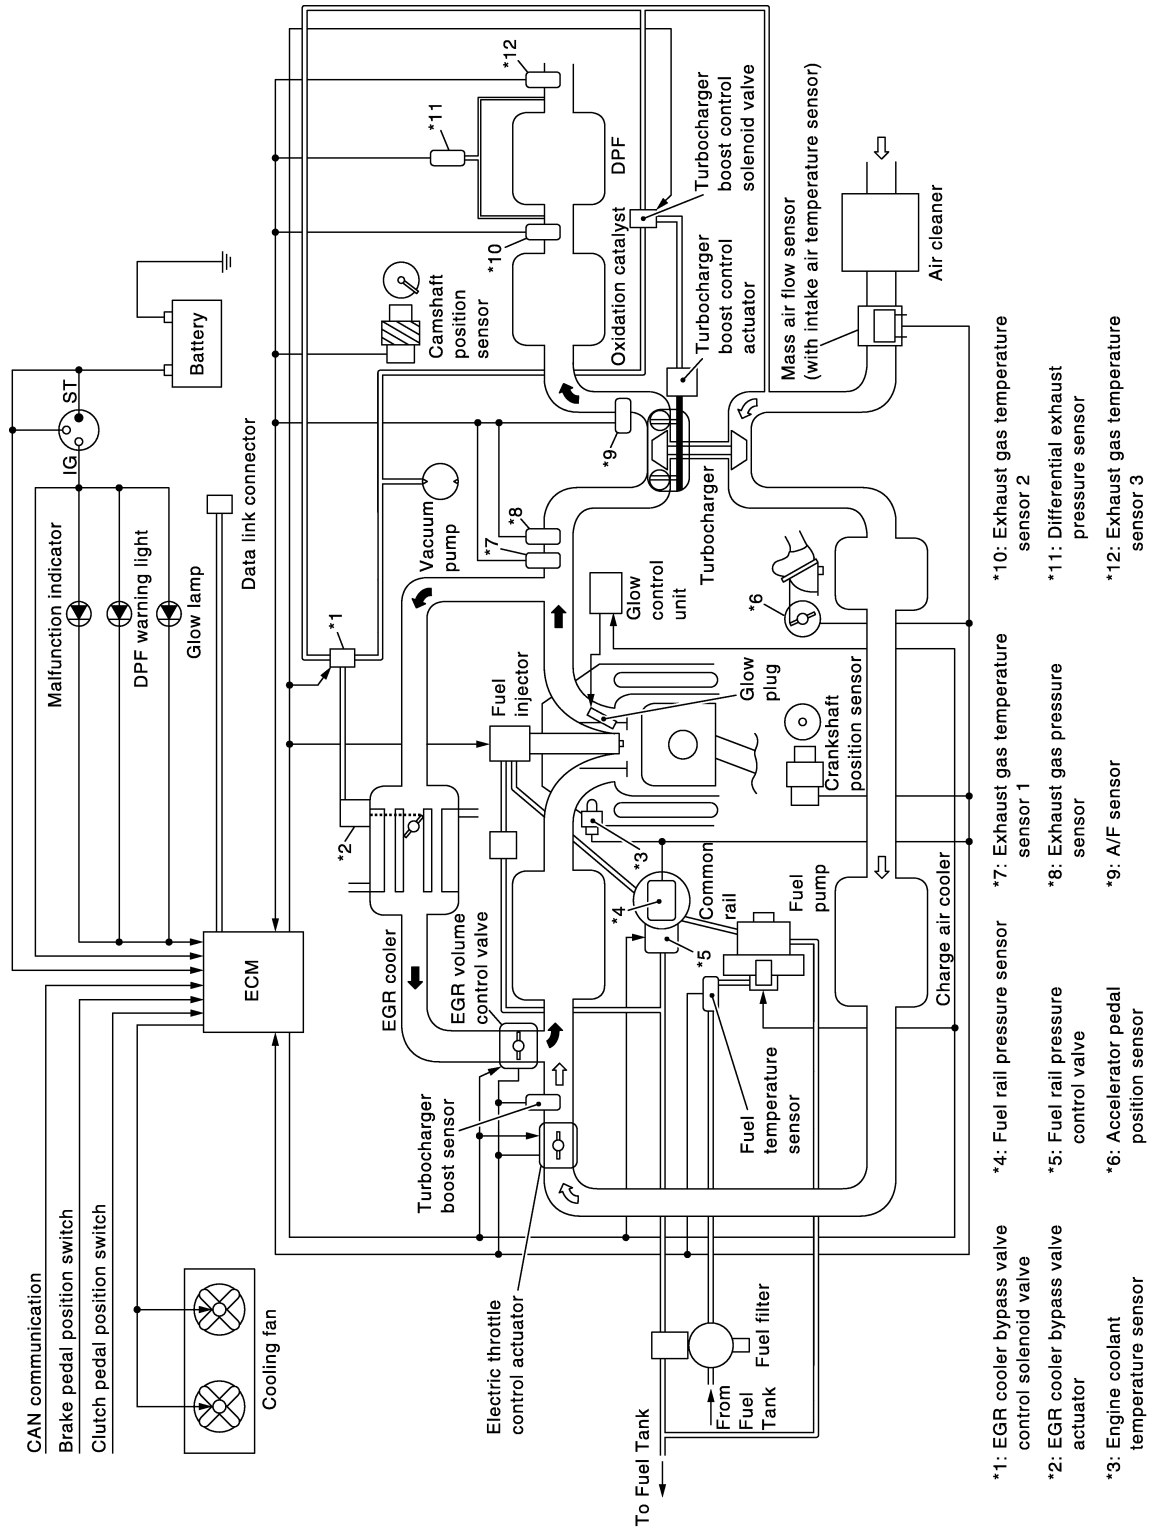 CAN communication
Brake pedal position switch
Clutch pedal position switch
Cooling fan
Malfunction indicator
DPF warning light
Glow lamp
Data link connector
IG
ST
Battery
ECM
*1
*2
EGR cooler
EGR volume
control valve
Turbocharger
boost sensor
Electric throttle
control actuator
Vacuum
pump
Camshaft
position
sensor
*7
*8
*9
*10
*11
*12
Fuel
injector
Oxidation catalyst
DPF
Glow
control
unit
Glow
plug
*3
*4
*5
Common
rail
Fuel
pump
Fuel
temperature
sensor
Turbocharger
Turbocharger
boost control
actuator
Turbocharger
boost control
solenoid valve
*6
Crankshaft
position sensor
Mass air flow sensor
(with intake air temperature sensor)
Air cleaner
Charge air cooler
To Fuel Tank
From
Fuel
Tank
Fuel filter
*1: EGR cooler bypass valve
control solenoid valve
*2: EGR cooler bypass valve
actuator
*3: Engine coolant
temperature sensor
*4: Fuel rail pressure sensor
*5: Fuel rail pressure
control valve
*6: Accelerator pedal
position sensor
*7: Exhaust gas temperature
sensor 1
*8: Exhaust gas pressure
sensor
*9: A/F sensor
*10: Exhaust gas temperature
sensor 2
*11: Differential exhaust
pressure sensor
*12: Exhaust gas temperature
sensor 3